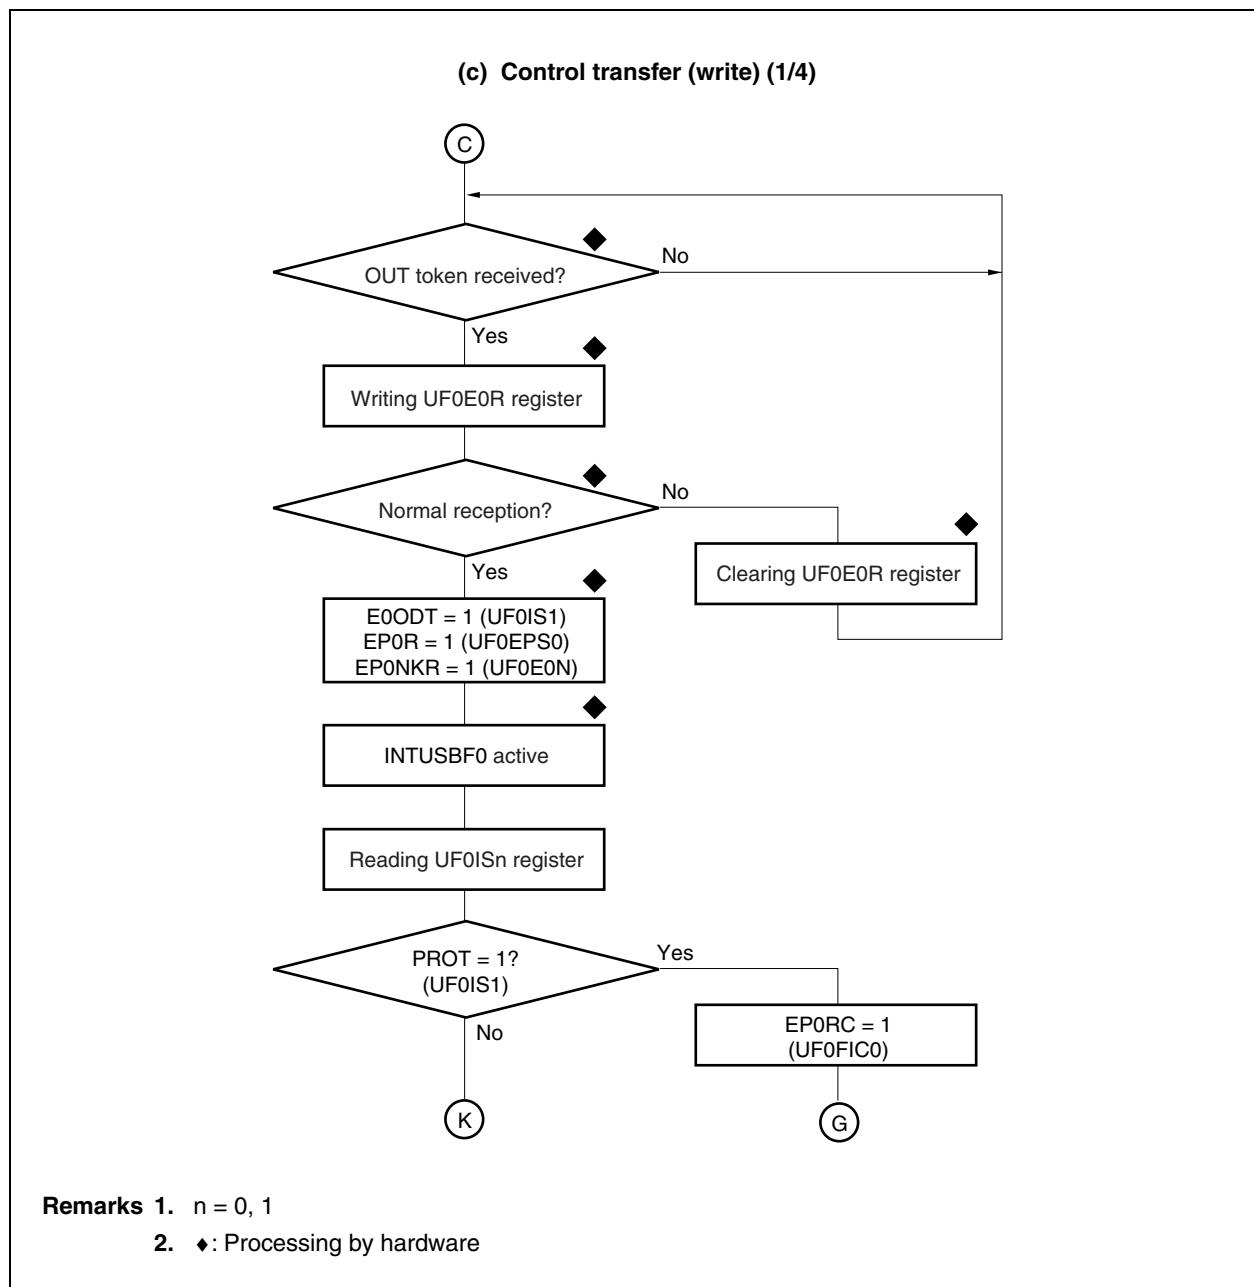 (c) Control transfer (write) (1/4)
C
OUT token received?
No
Yes
Writing UF0E0R register
Normal reception?
No
Clearing UF0E0R register
Yes
E0ODT = 1 (UF0IS1)
EP0R = 1 (UF0EPS0)
EP0NKR = 1 (UF0E0N)
INTUSBF0 active
Reading UF0ISn register
PROT = 1?
(UF0IS1)
Yes
No
EP0RC = 1
(UF0FIC0)
K
G
Remarks 1. n = 0, 1
2. ♦: Processing by hardware